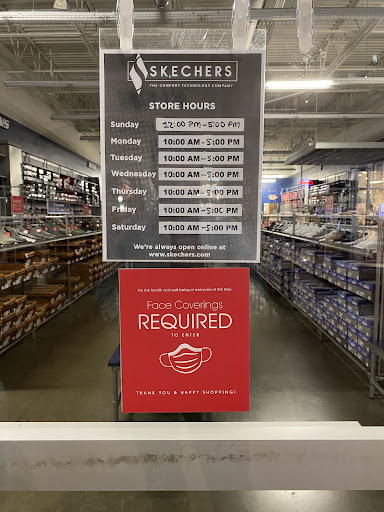 SKECHERS
THE COMFORT TECHNOLOGY COMPANY
STORE HOURS
Sunday 12:00 PM-5:00 PM
Monday 10:00 AM-5:00 PM
Tuesday 10:00 AM-5:00 PM
Wednesday 10:00 AM-5:00 PM
Thursday 10:00 AM-5:00 PM
Friday 10:00 AM-5:00 PM
Saturday 10:00 AM-5:00 PM
We're always open online at
www.skechers.com
For the health and well-being of everyone at this time
Face Coverings
REQUIRED
TO ENTER
THANK YOU & HAPPY SHOPPING!